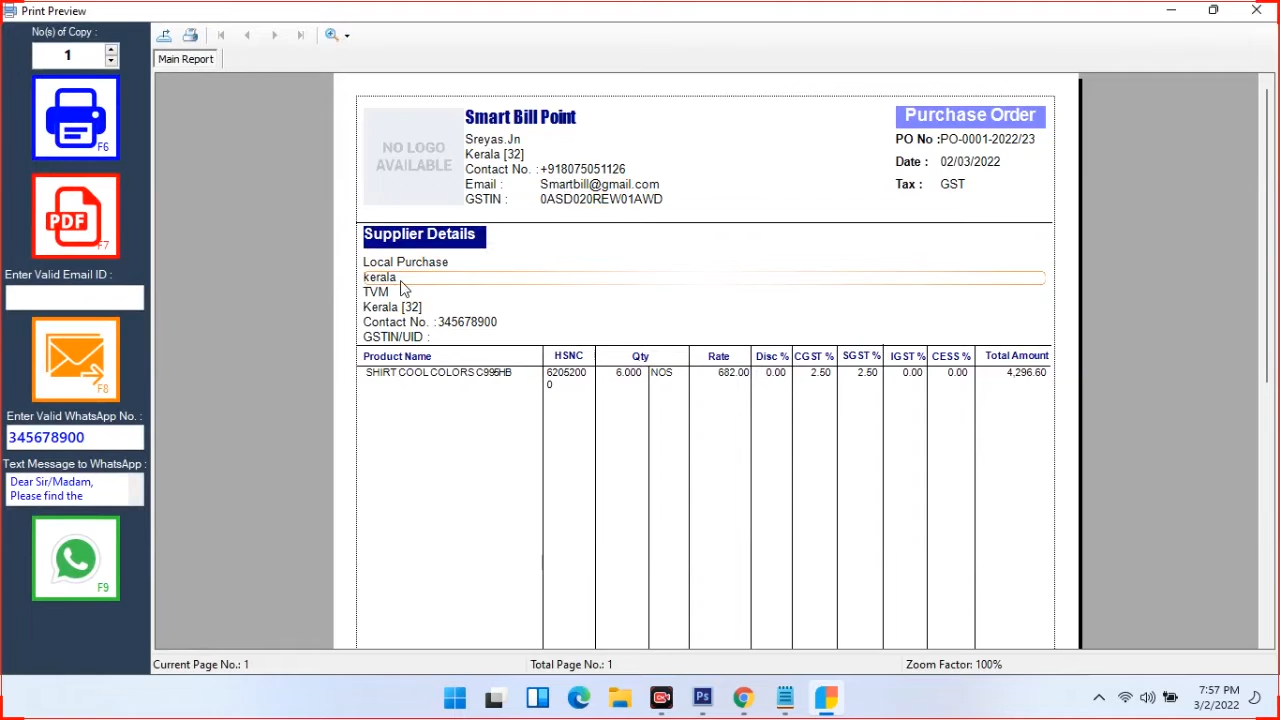 Print Preview
No(s) of Copy :
1
F6
PDF
F7
Enter Valid Email ID :
F8
Enter Valid WhatsApp No. :
345678900
Text Message to WhatsApp :
Dear Sir/Madam,
Please find the
F9
Main Report
NO LOGO
AVAILABLE
Smart Bill Point
Sreyas.Jn
Kerala [32]
Contact No. : +918075051126
Email : Smartbill@gmail.com
GSTIN : 0ASD020REW01AWD
Purchase Order
PO No :PO-0001-2022/23
Date : 02/03/2022
Tax : GST
Supplier Details
Local Purchase
kerala
TVM
Kerala [32]
Contact No. : 345678900
GSTIN/UID :
Product Name HSNC Qty Rate Disc % CGST % SGST % IGST % CESS % Total Amount
SHIRT COOL COLORS C995HB 6205200 6.000 NOS 682.00 0.00 2.50 2.50 0.00 0.00 4,296.60
0
Current Page No.: 1 Total Page No.: 1 Zoom Factor: 100%
Ps
7:57 PM
3/2/2022